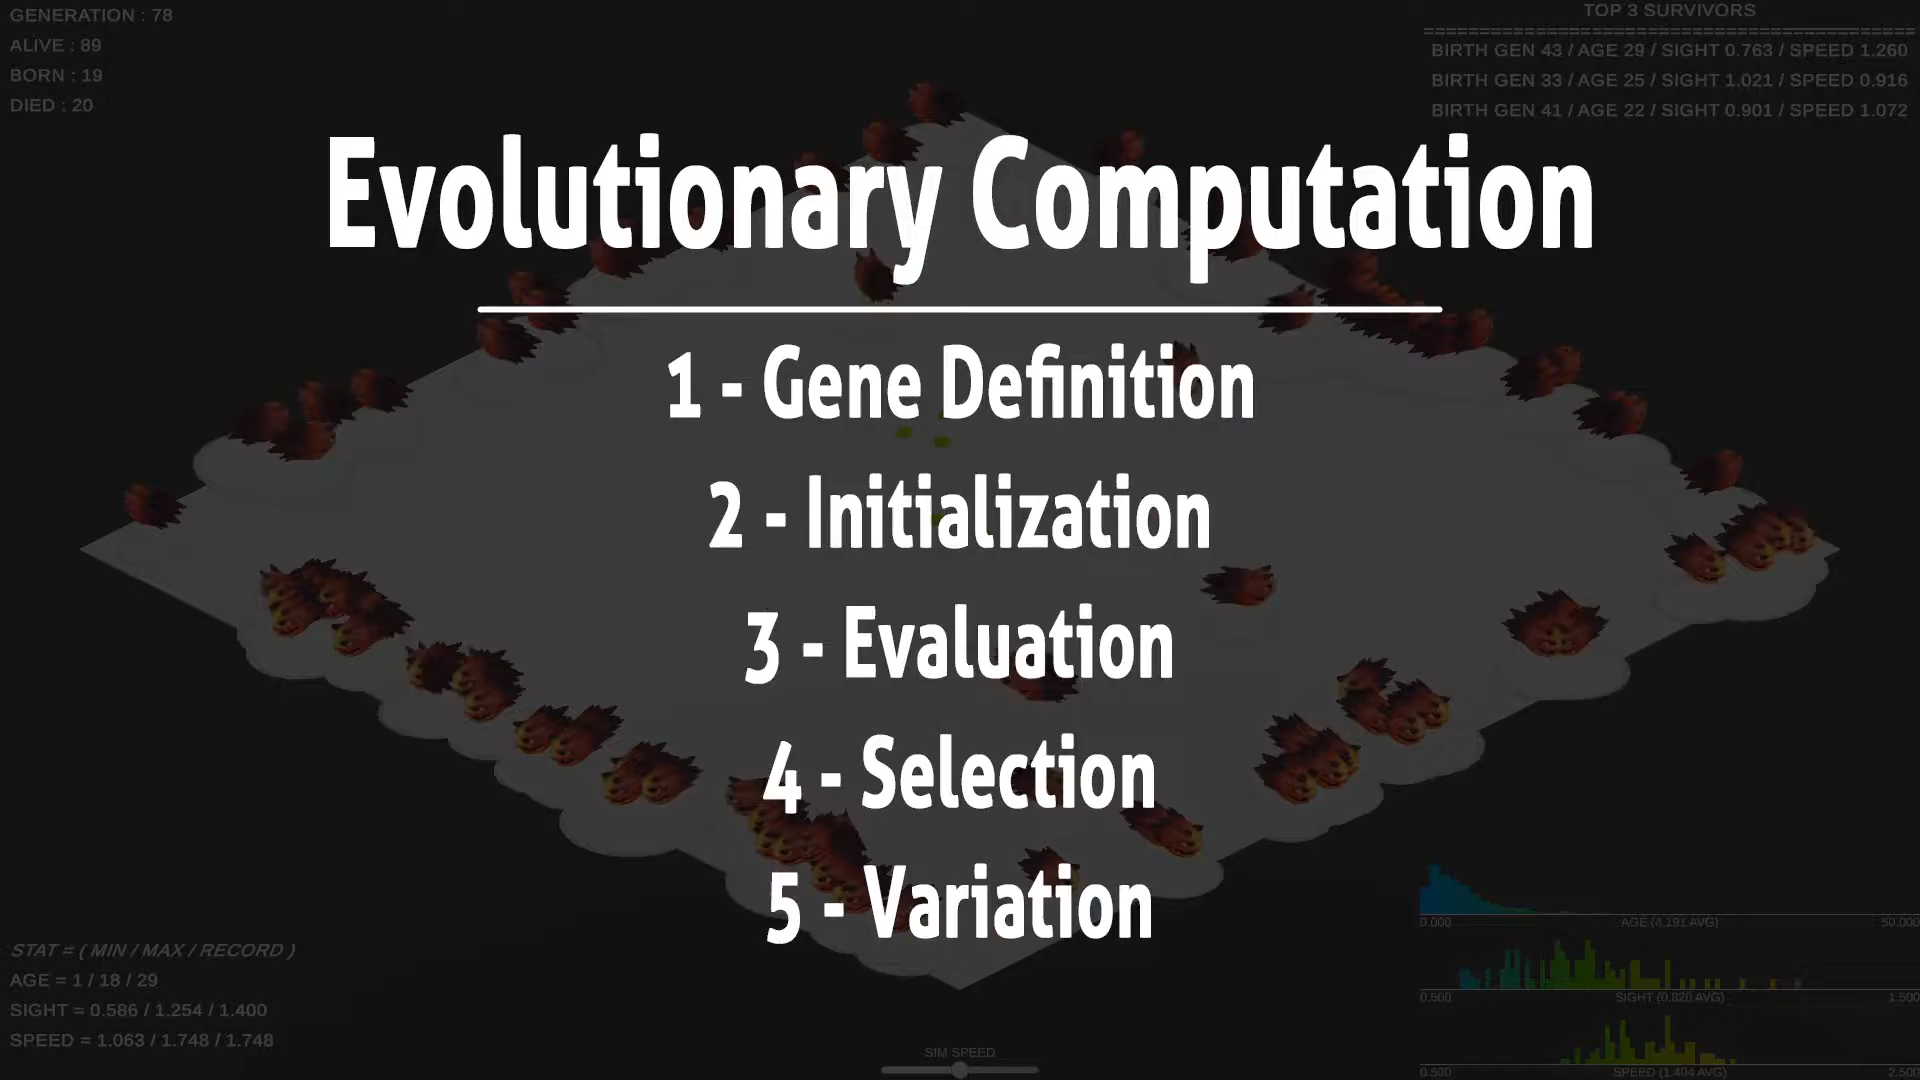 GENERATION : 78
ALIVE : 89
BORN : 19
DIED : 20
TOP 3 SURVIVORS
==================================================
BIRTH GEN 43 / AGE 29 / SIGHT 0.763 / SPEED 1.260
BIRTH GEN 33 / AGE 25 / SIGHT 1.021 / SPEED 0.916
BIRTH GEN 41 / AGE 22 / SIGHT 0.901 / SPEED 1.072
Evolutionary Computation
1 - Gene Definition
2 - Initialization
3 - Evaluation
4 - Selection
5 - Variation
STAT = ( MIN / MAX / RECORD )
AGE = 1 / 18 / 29
SIGHT = 0.586 / 1.254 / 1.400
SPEED = 1.063 / 1.748 / 1.748
SIM SPEED
0.000 AGE (4.191 AVG) 50.000
0.500 SIGHT (0.820 AVG) 1.500
0.500 SPEED (1.404 AVG) 2.500